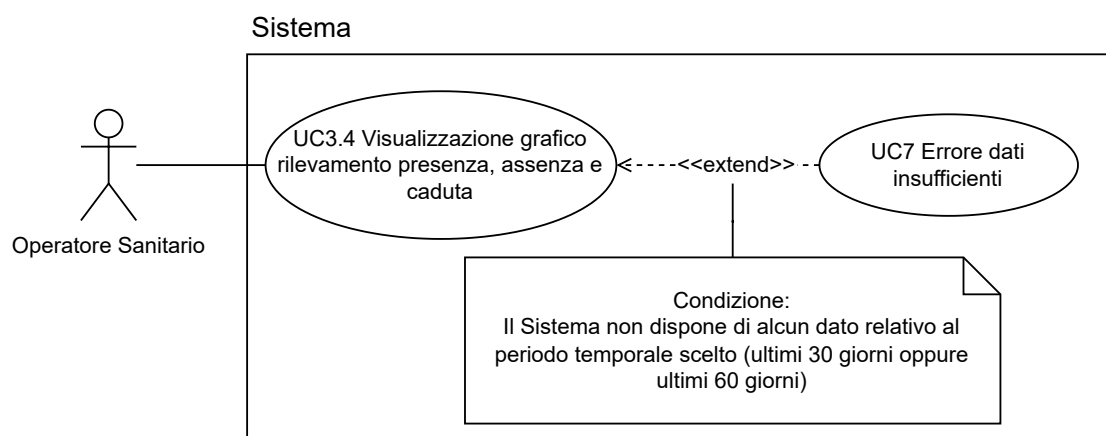 Sistema
UC3.4 Visualizzazione grafico
rilevamento presenza, assenza e
caduta
<<extend>>
UC7 Errore dati
insufficienti
Operatore Sanitario
Condizione:
Il Sistema non dispone di alcun dato relativo al
periodo temporale scelto (ultimi 30 giorni oppure
ultimi 60 giorni)